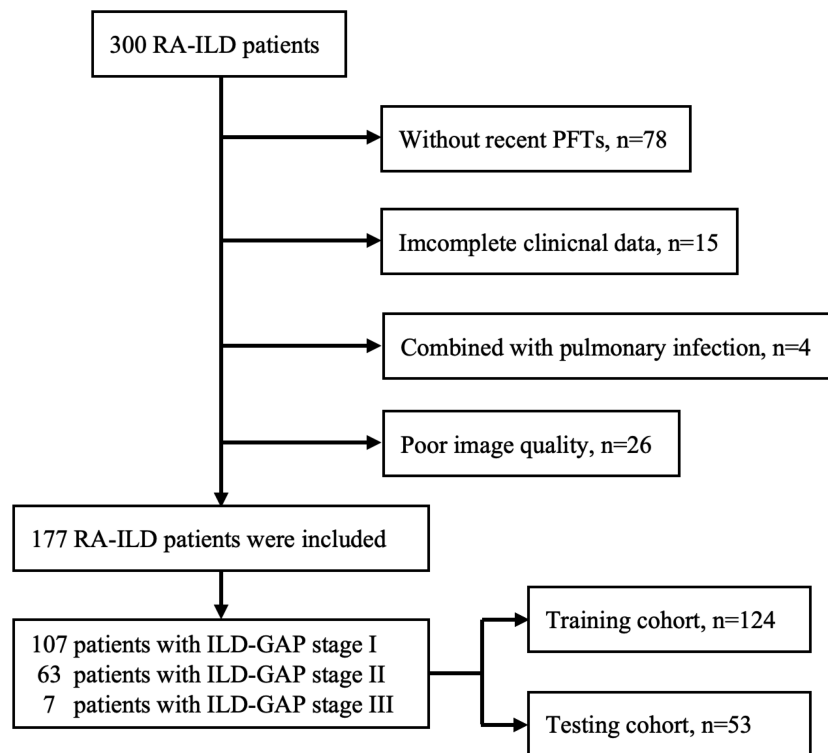 300 RA-ILD patients
Without recent PFTs, n=78
Imcomplete clinicnal data, n=15
Combined with pulmonary infection, n=4
Poor image quality, n=26
177 RA-ILD patients were included
107 patients with ILD-GAP stage I
63 patients with ILD-GAP stage II
7 patients with ILD-GAP stage III
Training cohort, n=124
Testing cohort, n=53